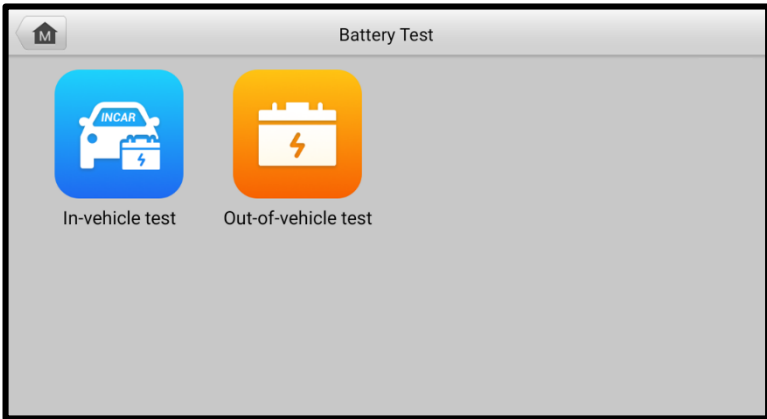 M
Battery Test
INCAR
In-vehicle test
Out-of-vehicle test